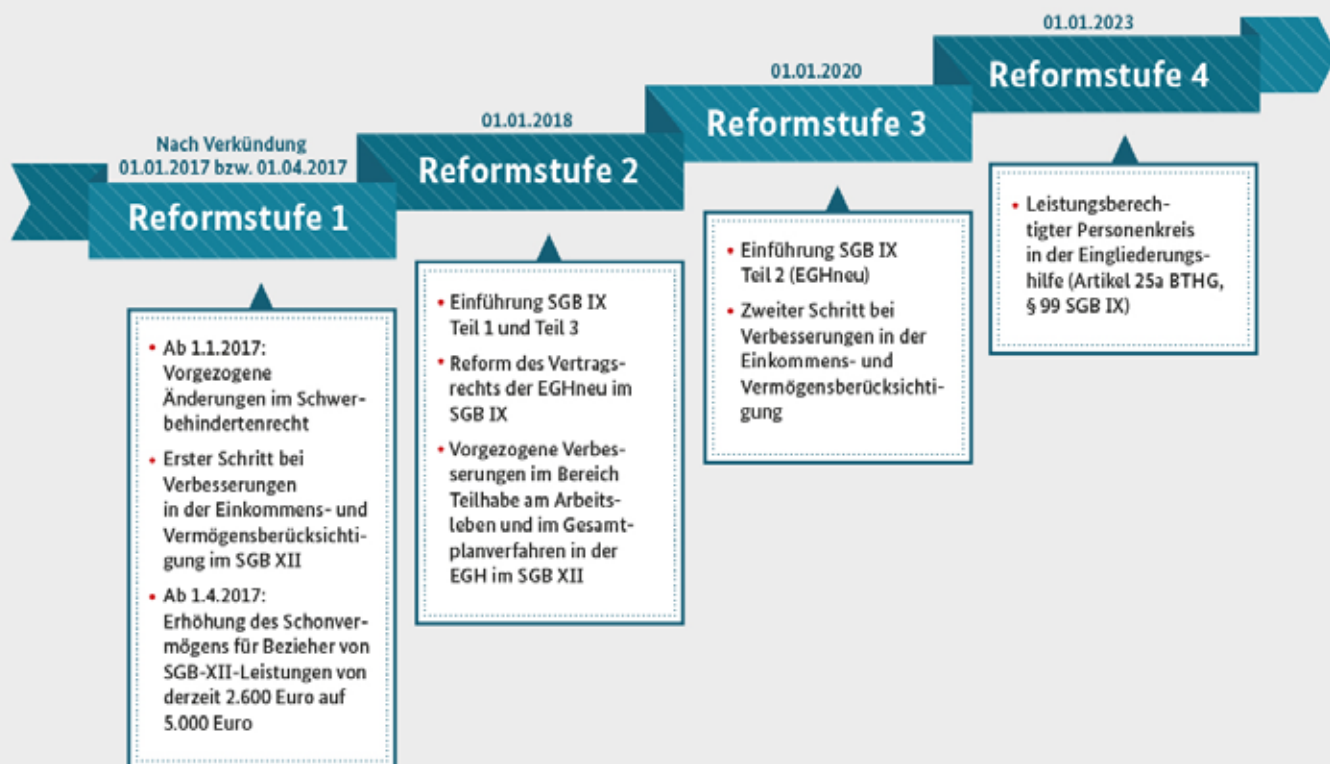 Nach Verkündung
01.01.2017 bzw. 01.04.2017
Reformstufe 1
• Ab 1.1.2017:
Vorgezogene
Änderungen im Schwer-
behindertenrecht
• Erster Schritt bei
Verbesserungen
in der Einkommens- und
Vermögensberücksichti-
gung im SGB XII
• Ab 1.4.2017:
Erhöhung des Schonver-
mögens für Bezieher von
SGB-XII-Leistungen von
derzeit 2.600 Euro auf
5.000 Euro
01.01.2018
Reformstufe 2
• Einführung SGB IX
Teil 1 und Teil 3
• Reform des Vertrags-
rechts der EGHneu im
SGB IX
• Vorgezogene Verbes-
serungen im Bereich
Teilhabe am Arbeits-
leben und im Gesamt-
planverfahren in der
EGH im SGB XII
01.01.2020
Reformstufe 3
• Einführung SGB IX
Teil 2 (EGHneu)
• Zweiter Schritt bei
Verbesserungen in der
Einkommens- und
Vermögensberücksichti-
gung
01.01.2023
Reformstufe 4
• Leistungsberech-
tigter Personenkreis
in der Eingliederungs-
hilfe (Artikel 25a BTHG,
§ 99 SGB IX)